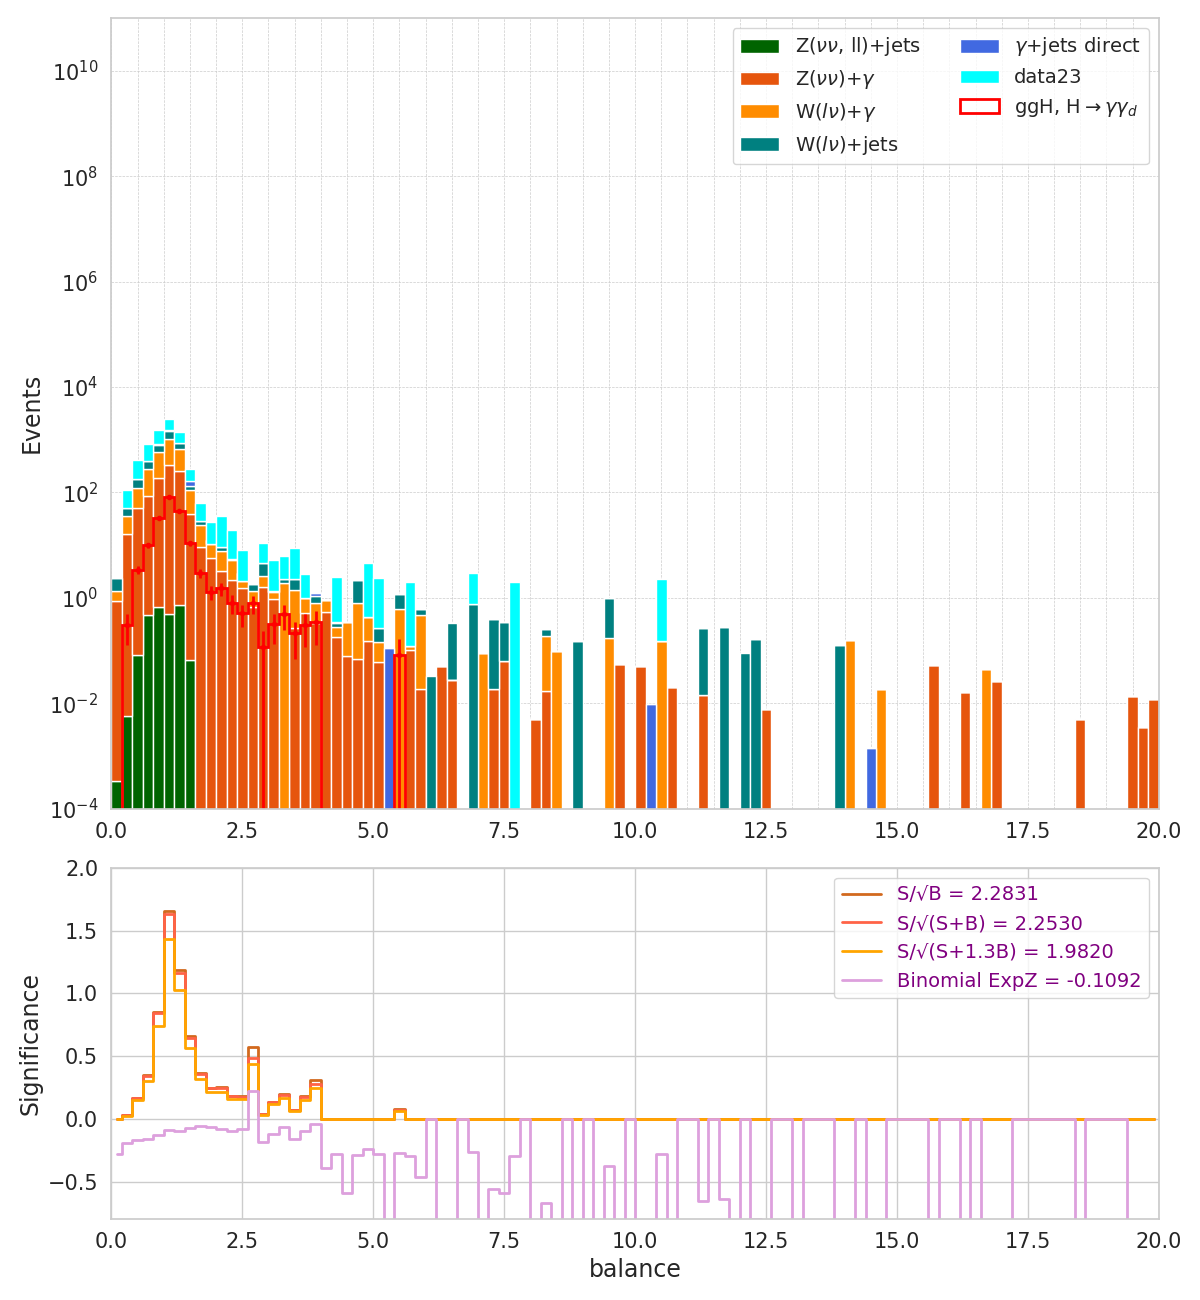 Z(νν, ll)+jets
Z(νν)+γ
W(lν)+γ
W(lν)+jets
γ+jets direct
data23
ggH, H→γγ_d
Events
10^10
10^8
10^6
10^4
10^2
10^0
10^−2
10^−4
0.0 2.5 5.0 7.5 10.0 12.5 15.0 17.5 20.0
S/√B = 2.2831
S/√(S+B) = 2.2530
S/√(S+1.3B) = 1.9820
Binomial ExpZ = -0.1092
Significance
2.0
1.5
1.0
0.5
0.0
−0.5
0.0 2.5 5.0 7.5 10.0 12.5 15.0 17.5 20.0
balance